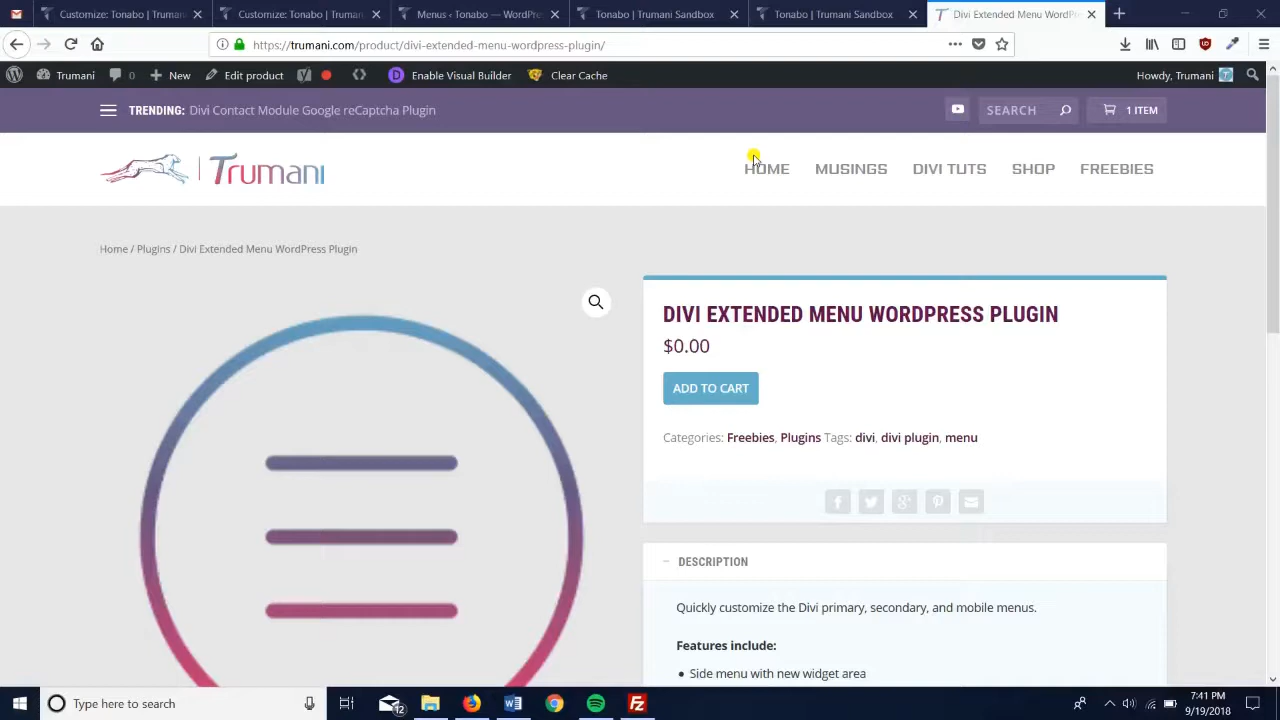 Customize: Tonabo | Trumani
Customize: Tonabo | Trumani
Menus ‹ Tonabo — WordPre
Tonabo | Trumani Sandbox
Tonabo | Trumani Sandbox
Divi Extended Menu WordPre
https://trumani.com/product/divi-extended-menu-wordpress-plugin/
Trumani
0
New
Edit product
Enable Visual Builder
Clear Cache
Howdy, Trumani
TRENDING: Divi Contact Module Google reCaptcha Plugin
SEARCH
1 ITEM
Trumani
HOME
MUSINGS
DIVI TUTS
SHOP
FREEBIES
Home / Plugins / Divi Extended Menu WordPress Plugin
DIVI EXTENDED MENU WORDPRESS PLUGIN
$0.00
ADD TO CART
Categories: Freebies, Plugins Tags: divi, divi plugin, menu
DESCRIPTION
Quickly customize the Divi primary, secondary, and mobile menus.
Features include:
Side menu with new widget area
Type here to search
12
7:41 PM
9/19/2018